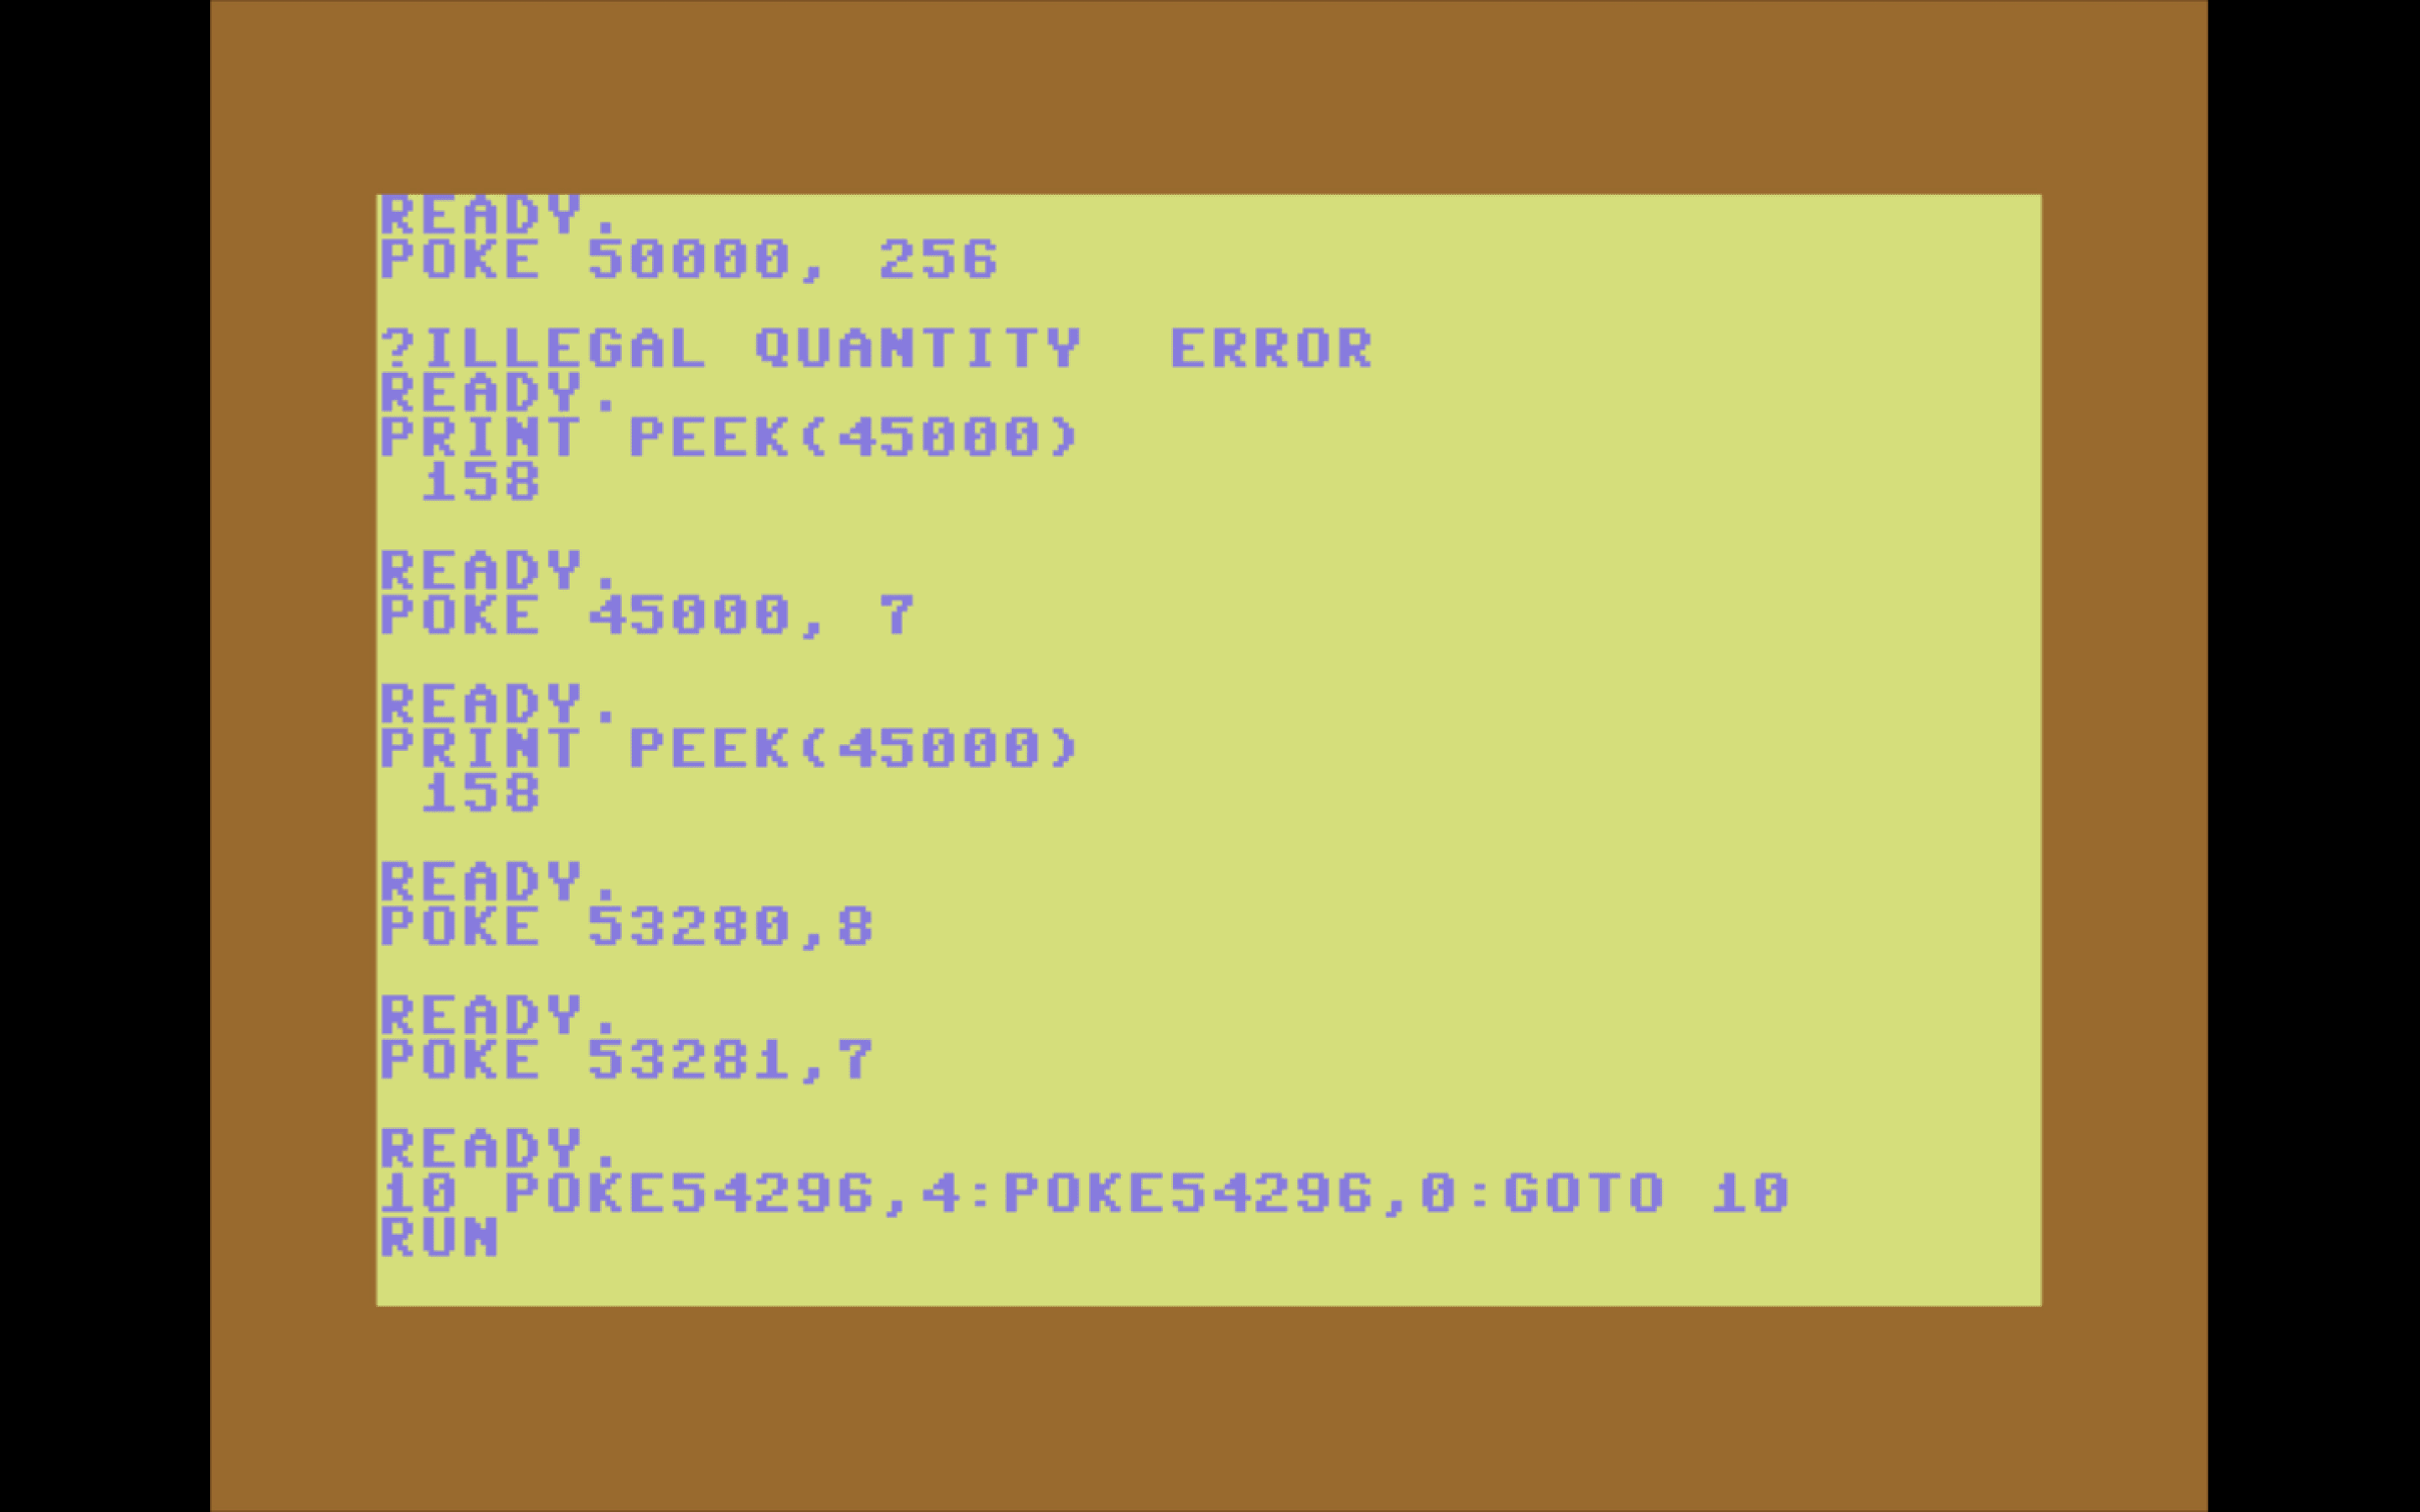 READY.
POKE 50000, 256
?ILLEGAL QUANTITY  ERROR
READY.
PRINT PEEK(45000)
 158
READY.
POKE 45000, 7
READY.
PRINT PEEK(45000)
 158
READY.
POKE 53280,8
READY.
POKE 53281,7
READY.
10 POKE54296,4:POKE54296,0:GOTO 10
RUN